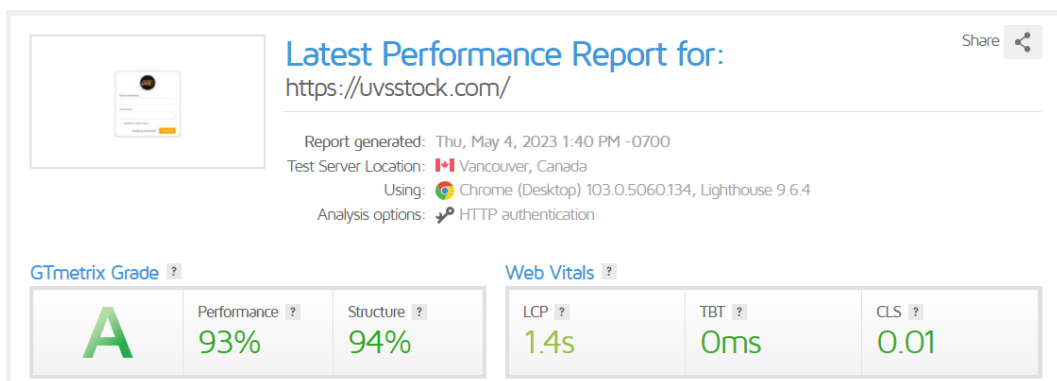 Latest Performance Report for:
Share
https://uvsstock.com/
Report generated: Thu, May 4, 2023 1:40 PM -0700
Test Server Location: Vancouver, Canada
Using: Chrome (Desktop) 103.0.5060.134, Lighthouse 9.6.4
Analysis options: HTTP authentication
GTmetrix Grade ?
Web Vitals ?
A
Performance ?
Structure ?
LCP ?
TBT ?
CLS ?
93%
94%
1.4s
0ms
0.01